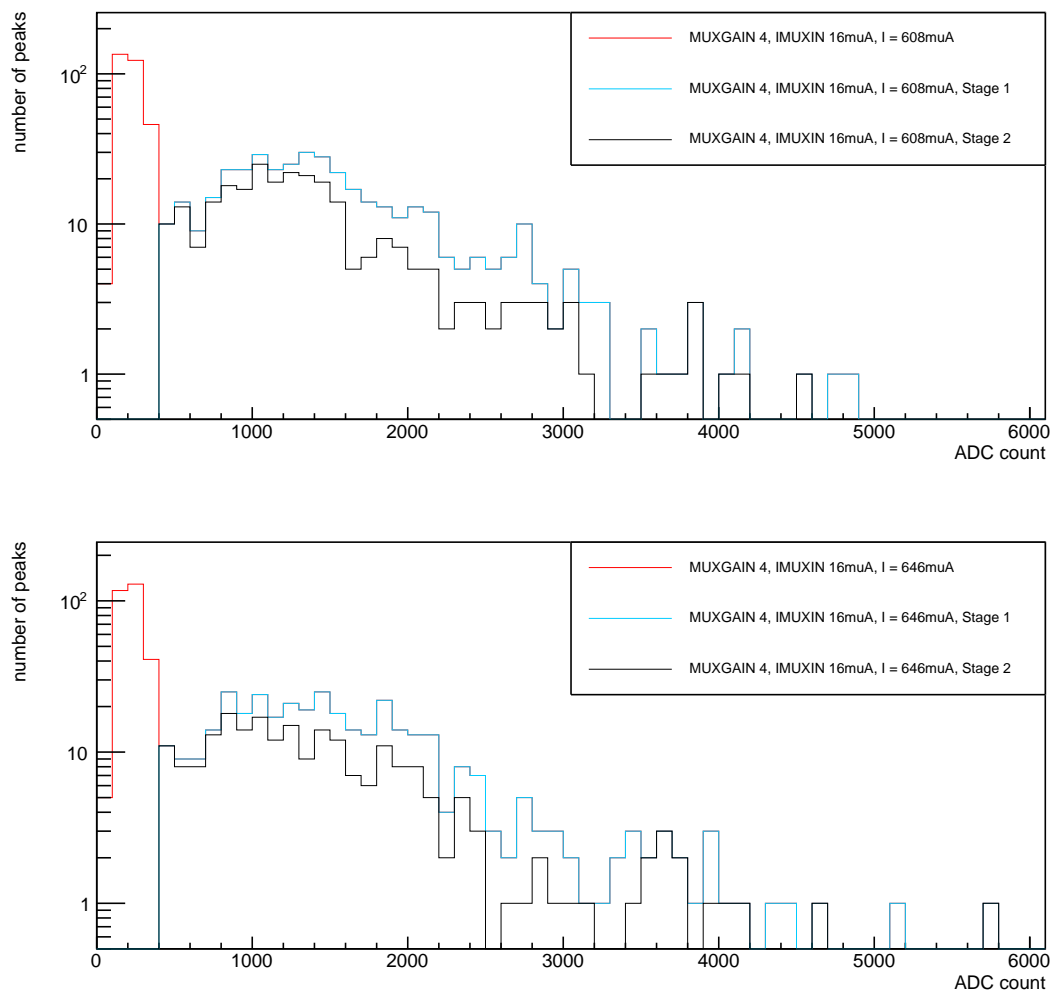 number of peaks
10²
10
1
MUXGAIN 4, IMUXIN 16muA, I = 608muA
MUXGAIN 4, IMUXIN 16muA, I = 608muA, Stage 1
MUXGAIN 4, IMUXIN 16muA, I = 608muA, Stage 2
0 1000 2000 3000 4000 5000 6000
ADC count
number of peaks
10²
10
1
MUXGAIN 4, IMUXIN 16muA, I = 646muA
MUXGAIN 4, IMUXIN 16muA, I = 646muA, Stage 1
MUXGAIN 4, IMUXIN 16muA, I = 646muA, Stage 2
0 1000 2000 3000 4000 5000 6000
ADC count